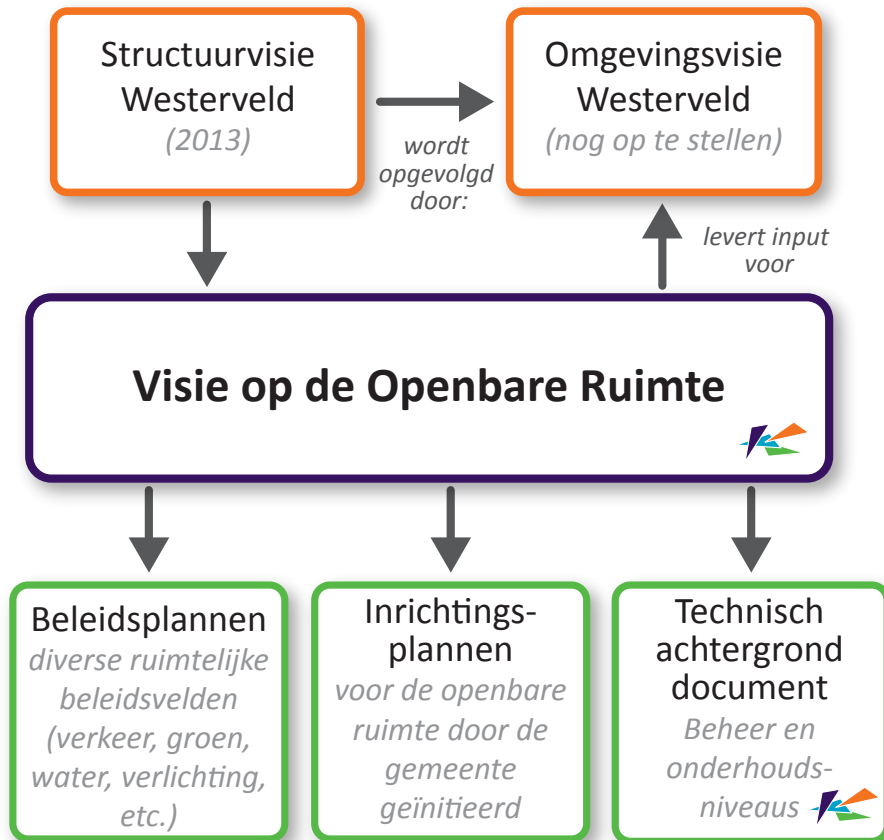 Structuurvisie
Westerveld
(2013)
wordt
opgevolgd
door:
Omgevingsvisie
Westerveld
(nog op te stellen)
levert input
voor
Visie op de Openbare Ruimte
Beleidsplannen
diverse ruimtelijke
beleidsvelden
(verkeer, groen,
water, verlichting,
etc.)
Inrichtings-
plannen
voor de openbare
ruimte door de
gemeente
geïnitieerd
Technisch
achtergrond
document
Beheer en
onderhouds-
niveaus